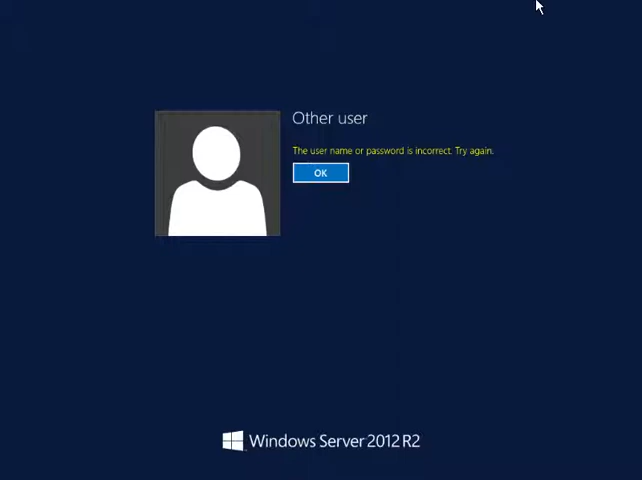 Other user
The user name or password is incorrect. Try again.
OK
Windows Server 2012 R2